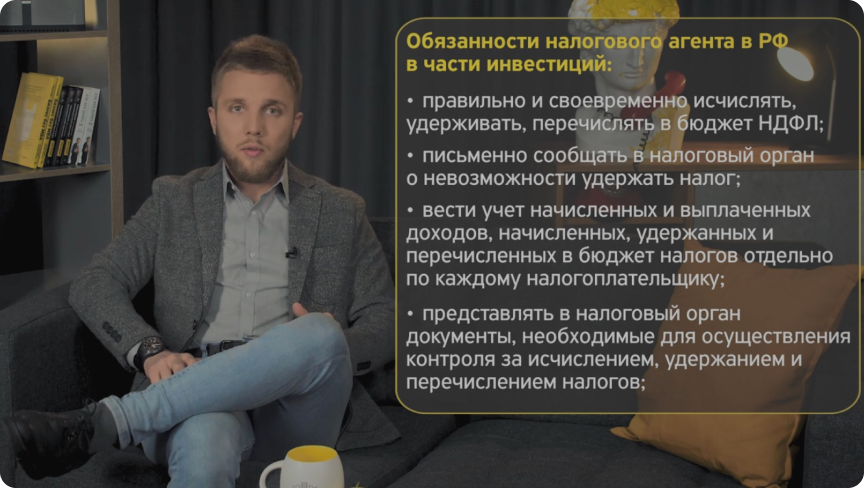 Обязанности налогового агента в РФ
в части инвестиций:
• правильно и своевременно исчислять,
удерживать, перечислять в бюджет НДФЛ;
• письменно сообщать в налоговый орган
о невозможности удержать налог;
• вести учет начисленных и выплаченных
доходов, начисленных, удержанных и
перечисленных в бюджет налогов отдельно
по каждому налогоплательщику;
• представлять в налоговый орган
документы, необходимые для осуществления
контроля за исчислением, удержанием и
перечислением налогов;